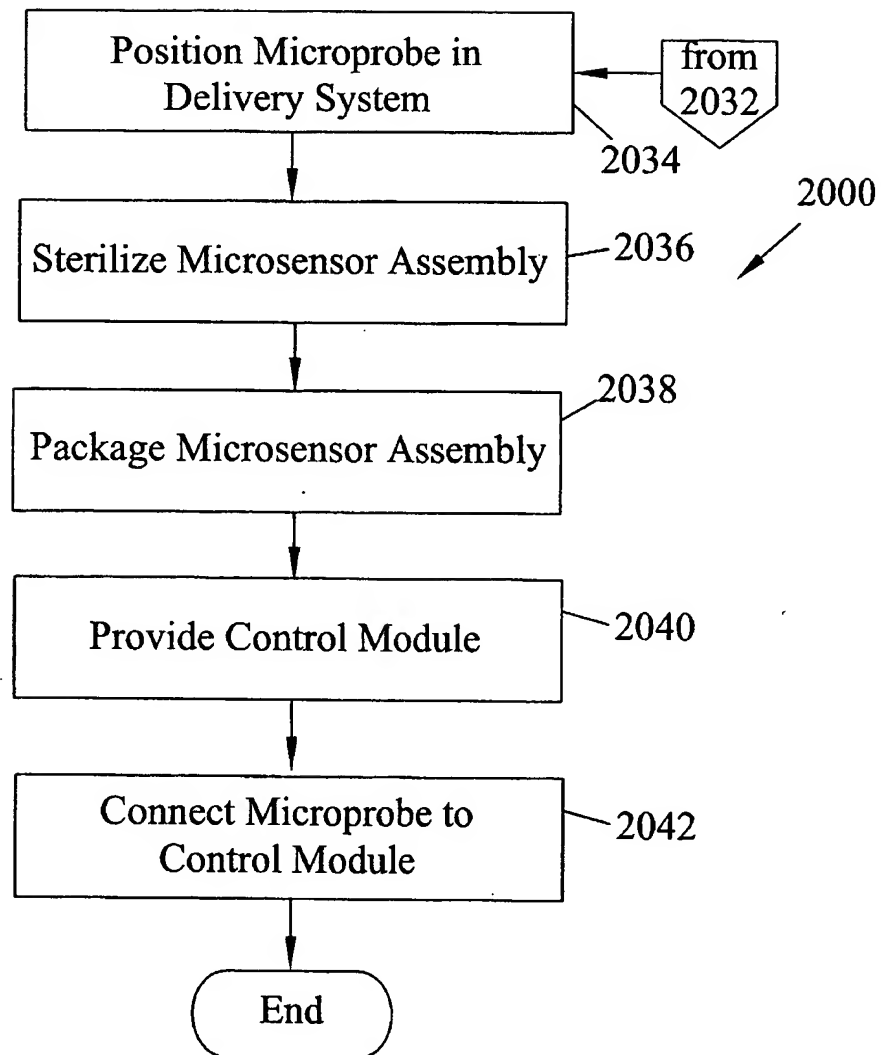 Position Microprobe in
Delivery System
from
2032
2034
2000
Sterilize Microsensor Assembly
2036
2038
Package Microsensor Assembly
Provide Control Module
2040
Connect Microprobe to
Control Module
2042
End